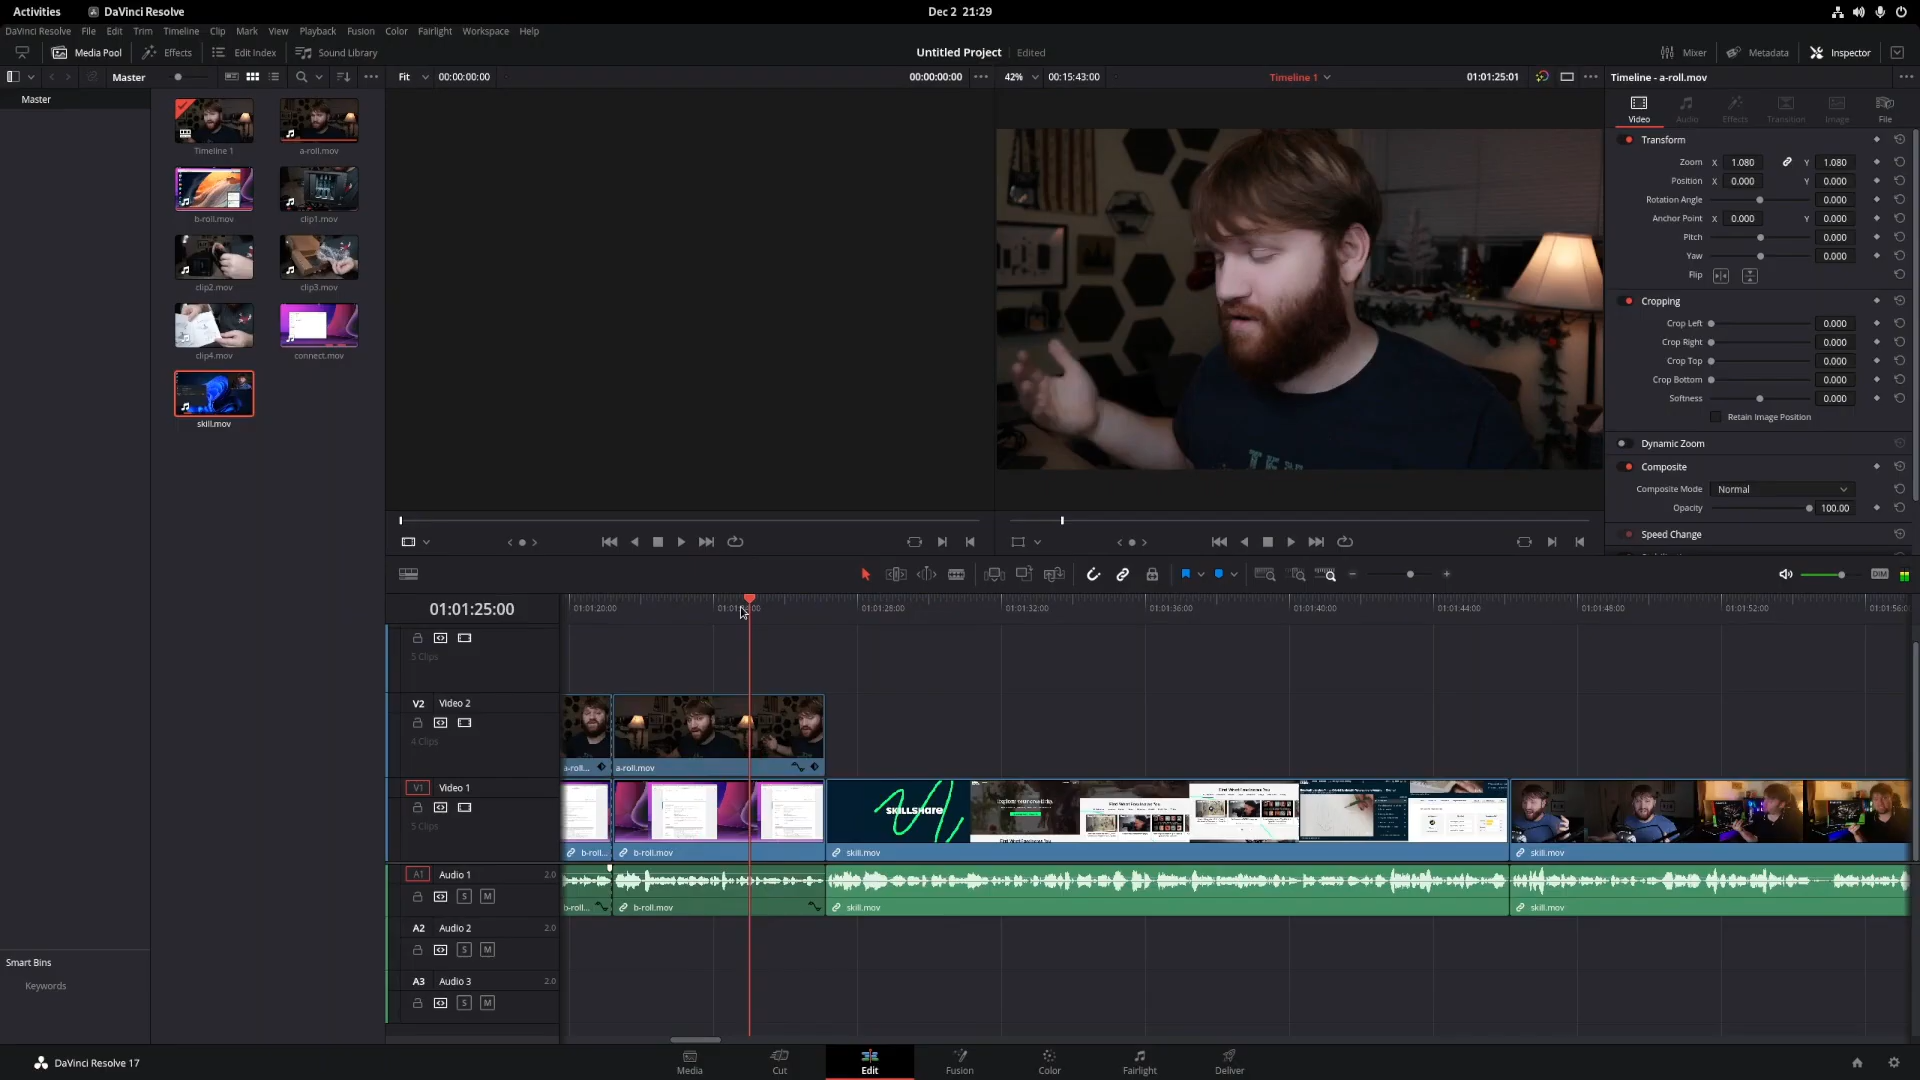 Activities
DaVinci Resolve
Dec 2 21:29
DaVinci Resolve
File
Edit
Trim
Timeline
Clip
Mark
View
Playback
Fusion
Color
Fairlight
Workspace
Help
Media Pool
Effects
Edit Index
Sound Library
Untitled Project
Edited
Mixer
Metadata
Inspector
Master
Fit
00:00:00:00
00:00:00:00
42%
00:15:43:00
Timeline 1
01:01:25:01
Timeline - a-roll.mov
Master
Timeline 1
a-roll.mov
b-roll.mov
clip1.mov
clip2.mov
clip3.mov
clip4.mov
connect.mov
skill.mov
Video
Audio
Effects
Transition
Image
File
Transform
Zoom X 1.080 Y 1.080
Position X 0.000 Y 0.000
Rotation Angle 0.000
Anchor Point X 0.000 Y 0.000
Pitch 0.000
Yaw 0.000
Flip
Cropping
Crop Left 0.000
Crop Right 0.000
Crop Top 0.000
Crop Bottom 0.000
Softness 0.000
Retain Image Position
Dynamic Zoom
Composite
Composite Mode Normal
Opacity 100.00
Speed Change
DIM
01:01:25:00
01:01:20:00
01:01:28:00
01:01:32:00
01:01:36:00
01:01:40:00
01:01:44:00
01:01:48:00
01:01:52:00
01:01:56:00
5 Clips
V2 Video 2
4 Clips
a-roll...
a-roll.mov
V1 Video 1
5 Clips
SKILLSHARE
b-roll...
b-roll.mov
skill.mov
skill.mov
A1 Audio 1 2.0
S M
b-roll...
b-roll.mov
skill.mov
skill.mov
A2 Audio 2 2.0
S M
A3 Audio 3 2.0
S M
Smart Bins
Keywords
DaVinci Resolve 17
Media
Cut
Edit
Fusion
Color
Fairlight
Deliver